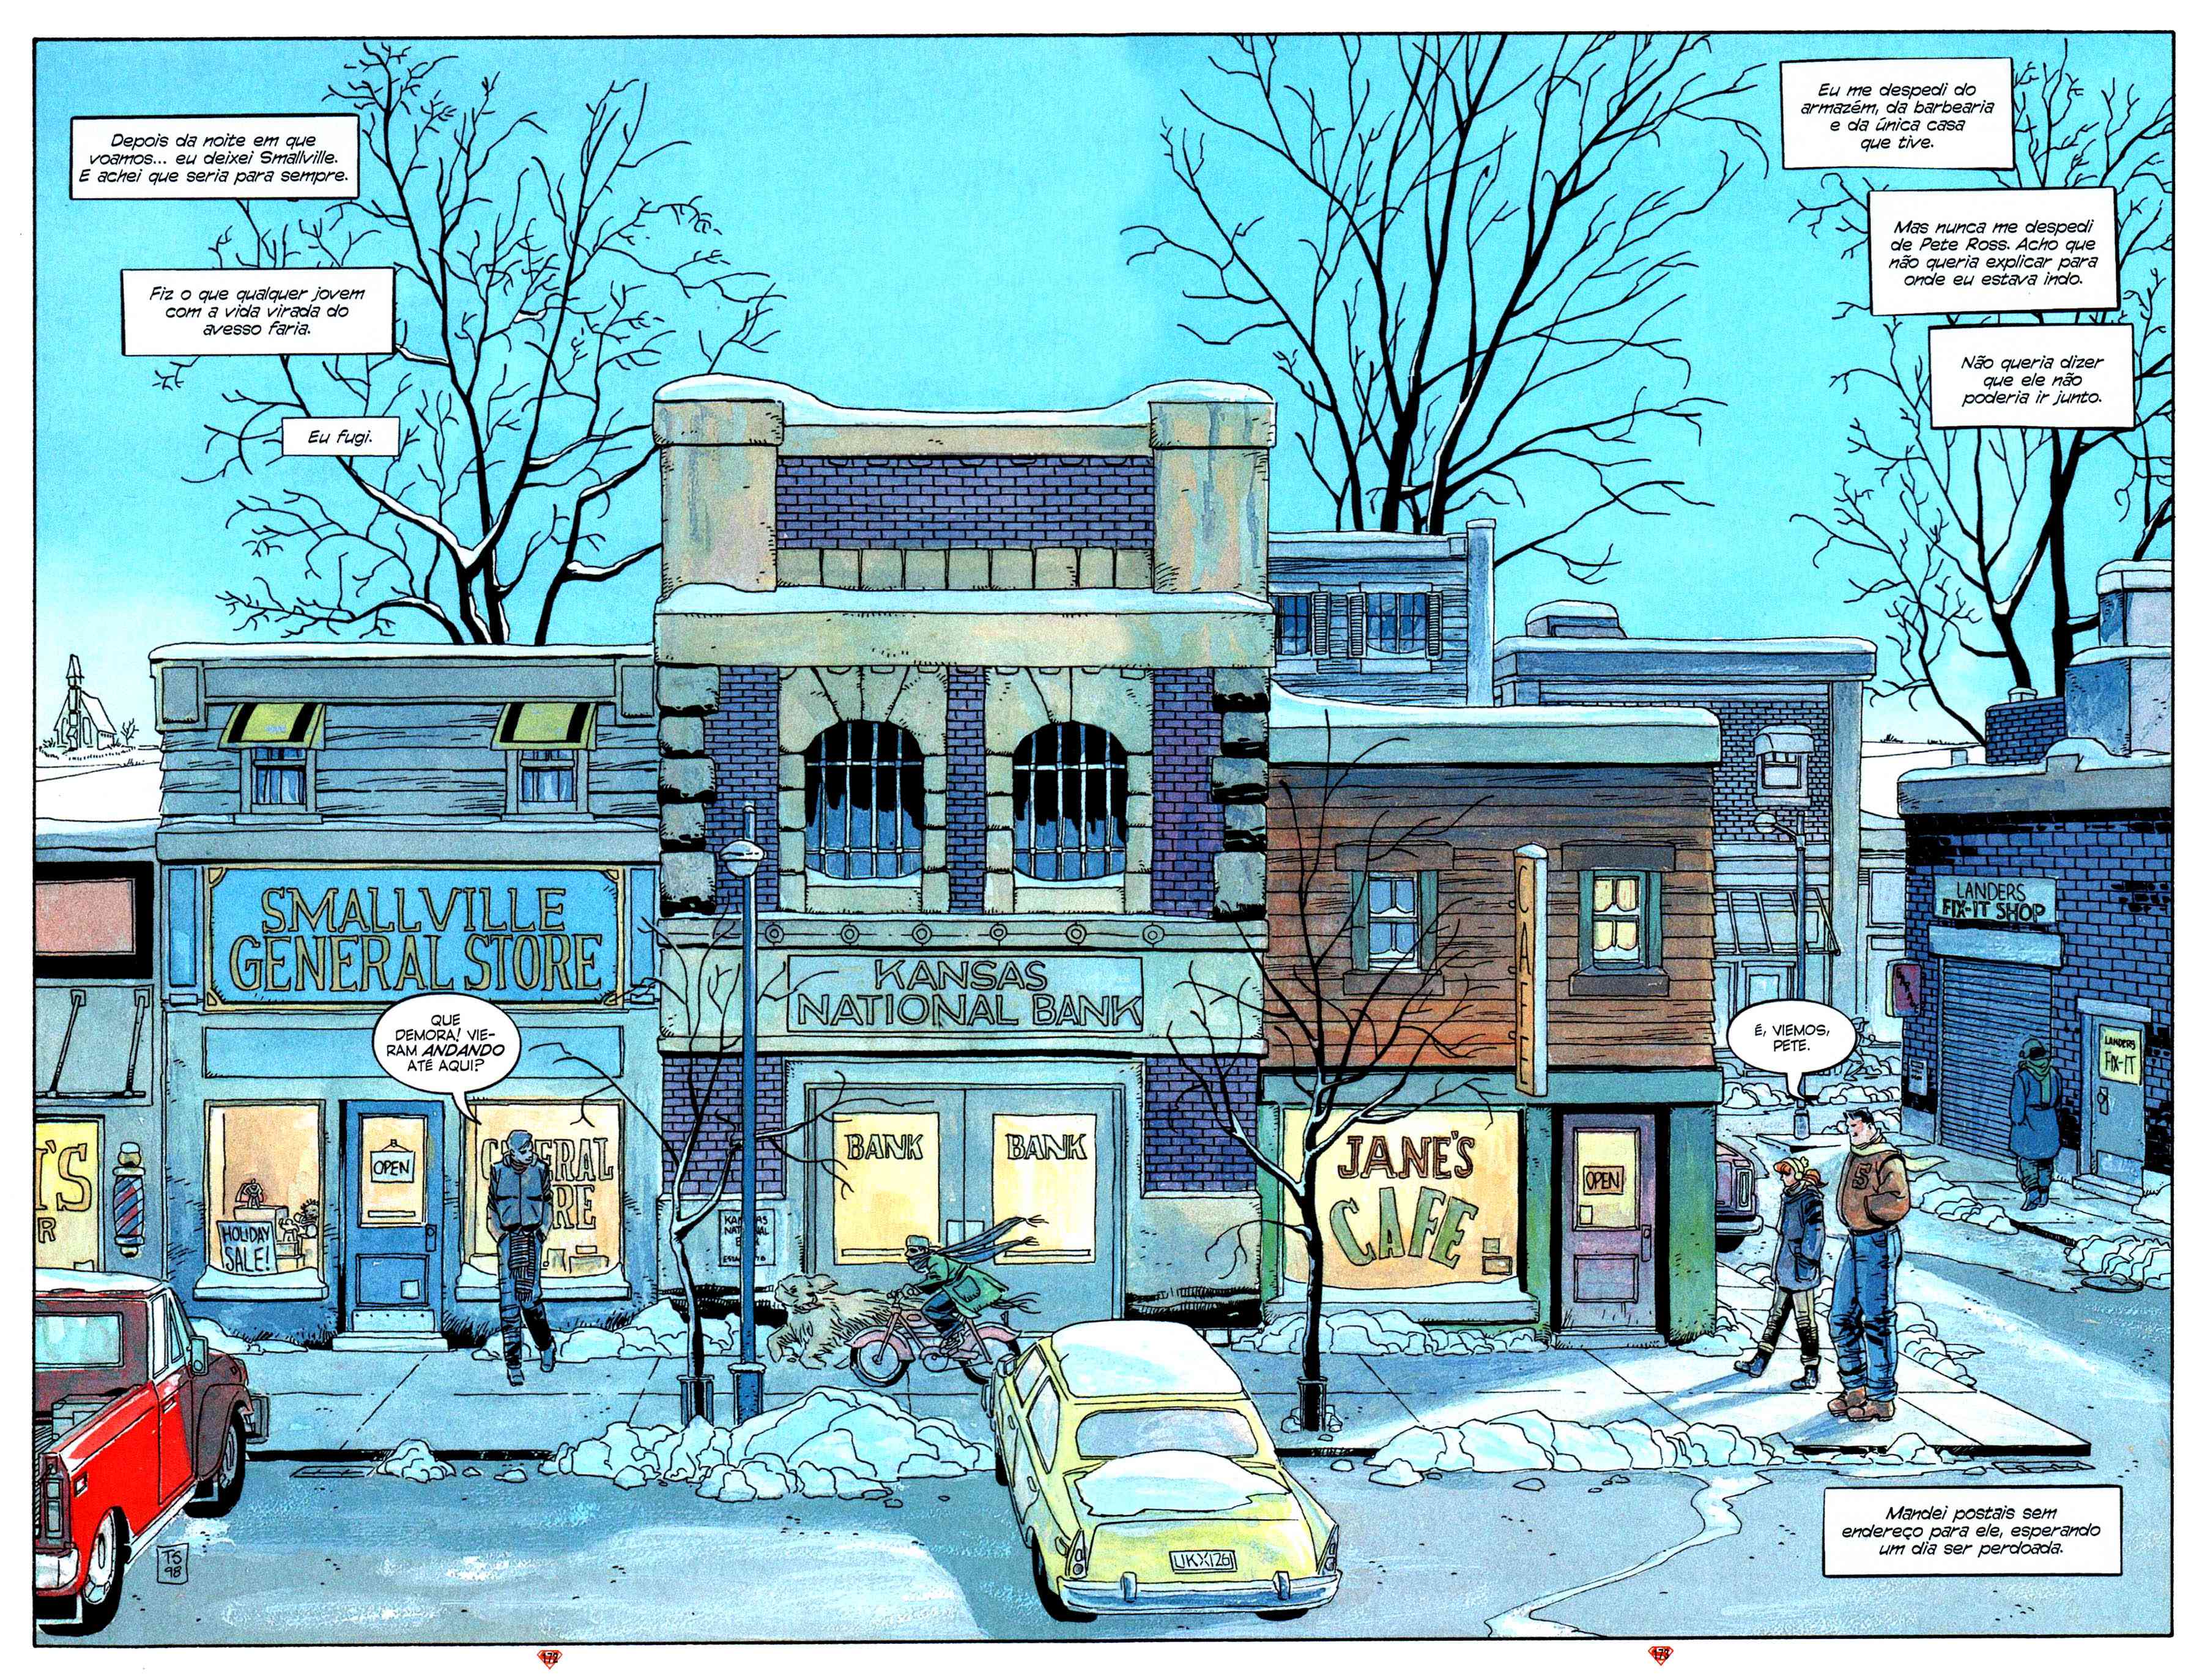 Depois da noite em que
voamos... eu deixei Smallville.
E achei que seria para sempre.
Fiz o que qualquer jovem
com a vida virada do
avesso faria.
Eu fugi.
Eu me despedi do
armazém, da barbearia
e da única casa
que tive.
Mas nunca me despedi
de Pete Ross. Acho que
não queria explicar para
onde eu estava indo.
Não queria dizer
que ele não
poderia ir junto.
SMALLVILLE
GENERAL STORE
KANSAS
NATIONAL BANK
CAFE
LANDERS
FIX-IT SHOP
GARAGE
QUE
DEMORA! VIE-
RAM ANDANDO
ATÉ AQUI?
É, VIEMOS,
PETE.
LANDERS
FIX-IT
'S
R
OPEN
HOLIDAY
SALE!
BANK
BANK
JANE'S
CAFE
OPEN
S
Mandei postais sem
endereço para ele, esperando
um dia ser perdoada.
TS
98
172
173